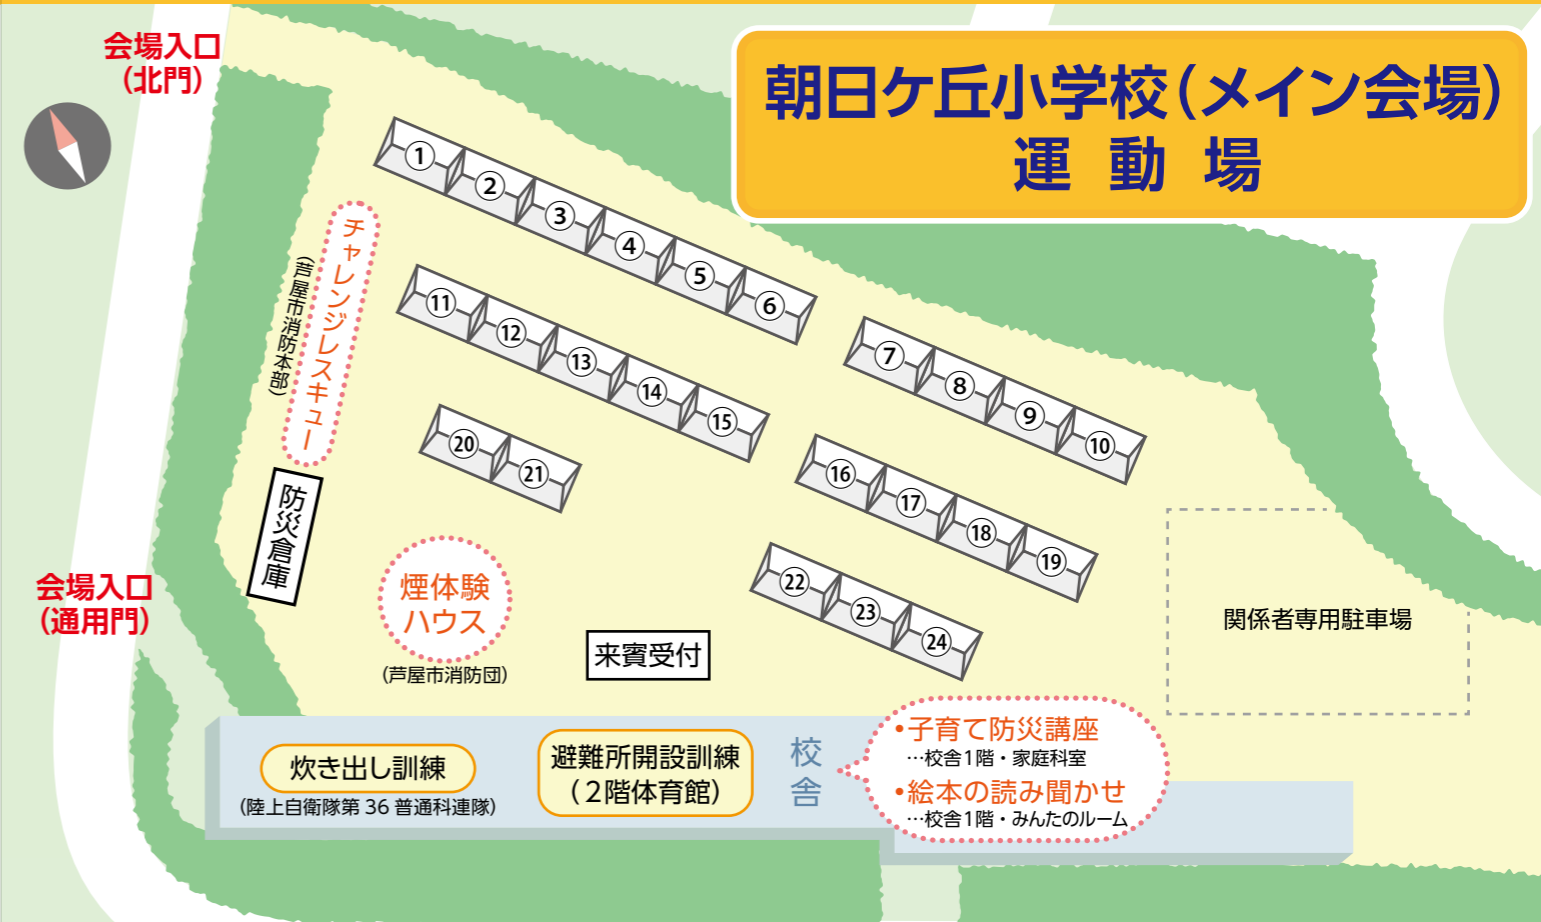 会場入口
(北門)
朝日ケ丘小学校(メイン会場)
運動場
①
②
③
④
⑤
⑥
⑦
⑧
⑨
⑩
⑪
⑫
⑬
⑭
⑮
⑯
⑰
⑱
⑲
⑳
㉑
㉒
㉓
㉔
チャレンジレスキュー
(芦屋市消防本部)
防災倉庫
会場入口
(通用門)
煙体験
ハウス
(芦屋市消防団)
来賓受付
関係者専用駐車場
炊き出し訓練
(陸上自衛隊第36普通科連隊)
避難所開設訓練
(2階体育館)
校舎
•子育て防災講座
…校舎1階・家庭科室
•絵本の読み聞かせ
…校舎1階・みんたのルーム